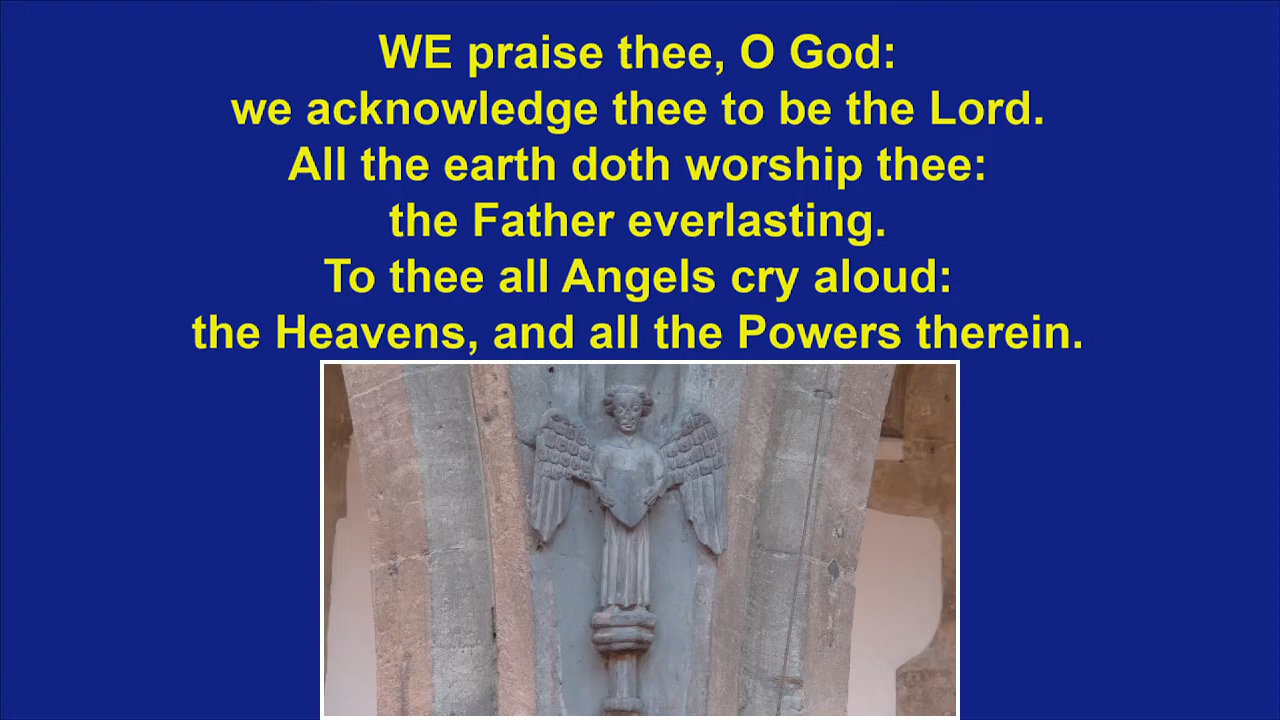 WE praise thee, O God:
we acknowledge thee to be the Lord.
All the earth doth worship thee:
the Father everlasting.
To thee all Angels cry aloud:
the Heavens, and all the Powers therein.